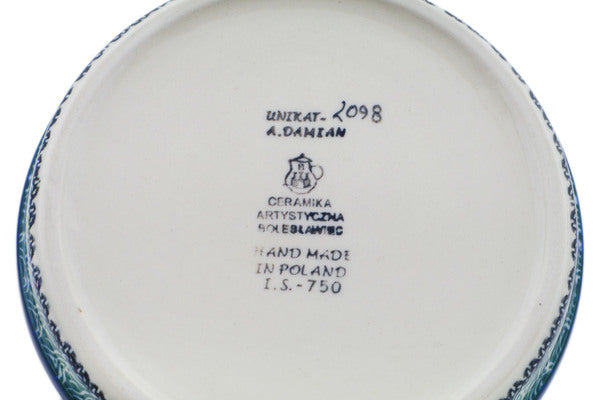 UNIKAT- 2098
A.DAMIAN
CERAMIKA
ARTYSTYCZNA
BOLESŁAWIEC
HAND MADE
IN POLAND
I.S.-750